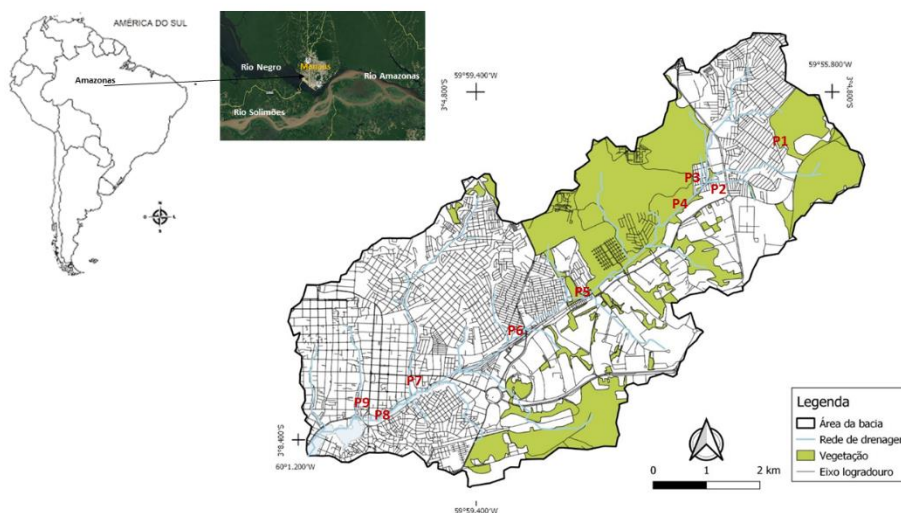 AMÉRICA DO SUL
Amazonas
N
O
L
S
Rio Negro
Manaus
Rio Amazonas
Rio Solimões
59°59.400'W
59°55.800'W
3°4.800'S
3°4.800'S
P1
P3
P2
P4
P5
P6
P7
P9
P8
3°8.400'S
60°1.200'W
59°59.400'W
0 1 2 km
Legenda
Área da bacia
Rede de drenagem
Vegetação
Eixo logradouro